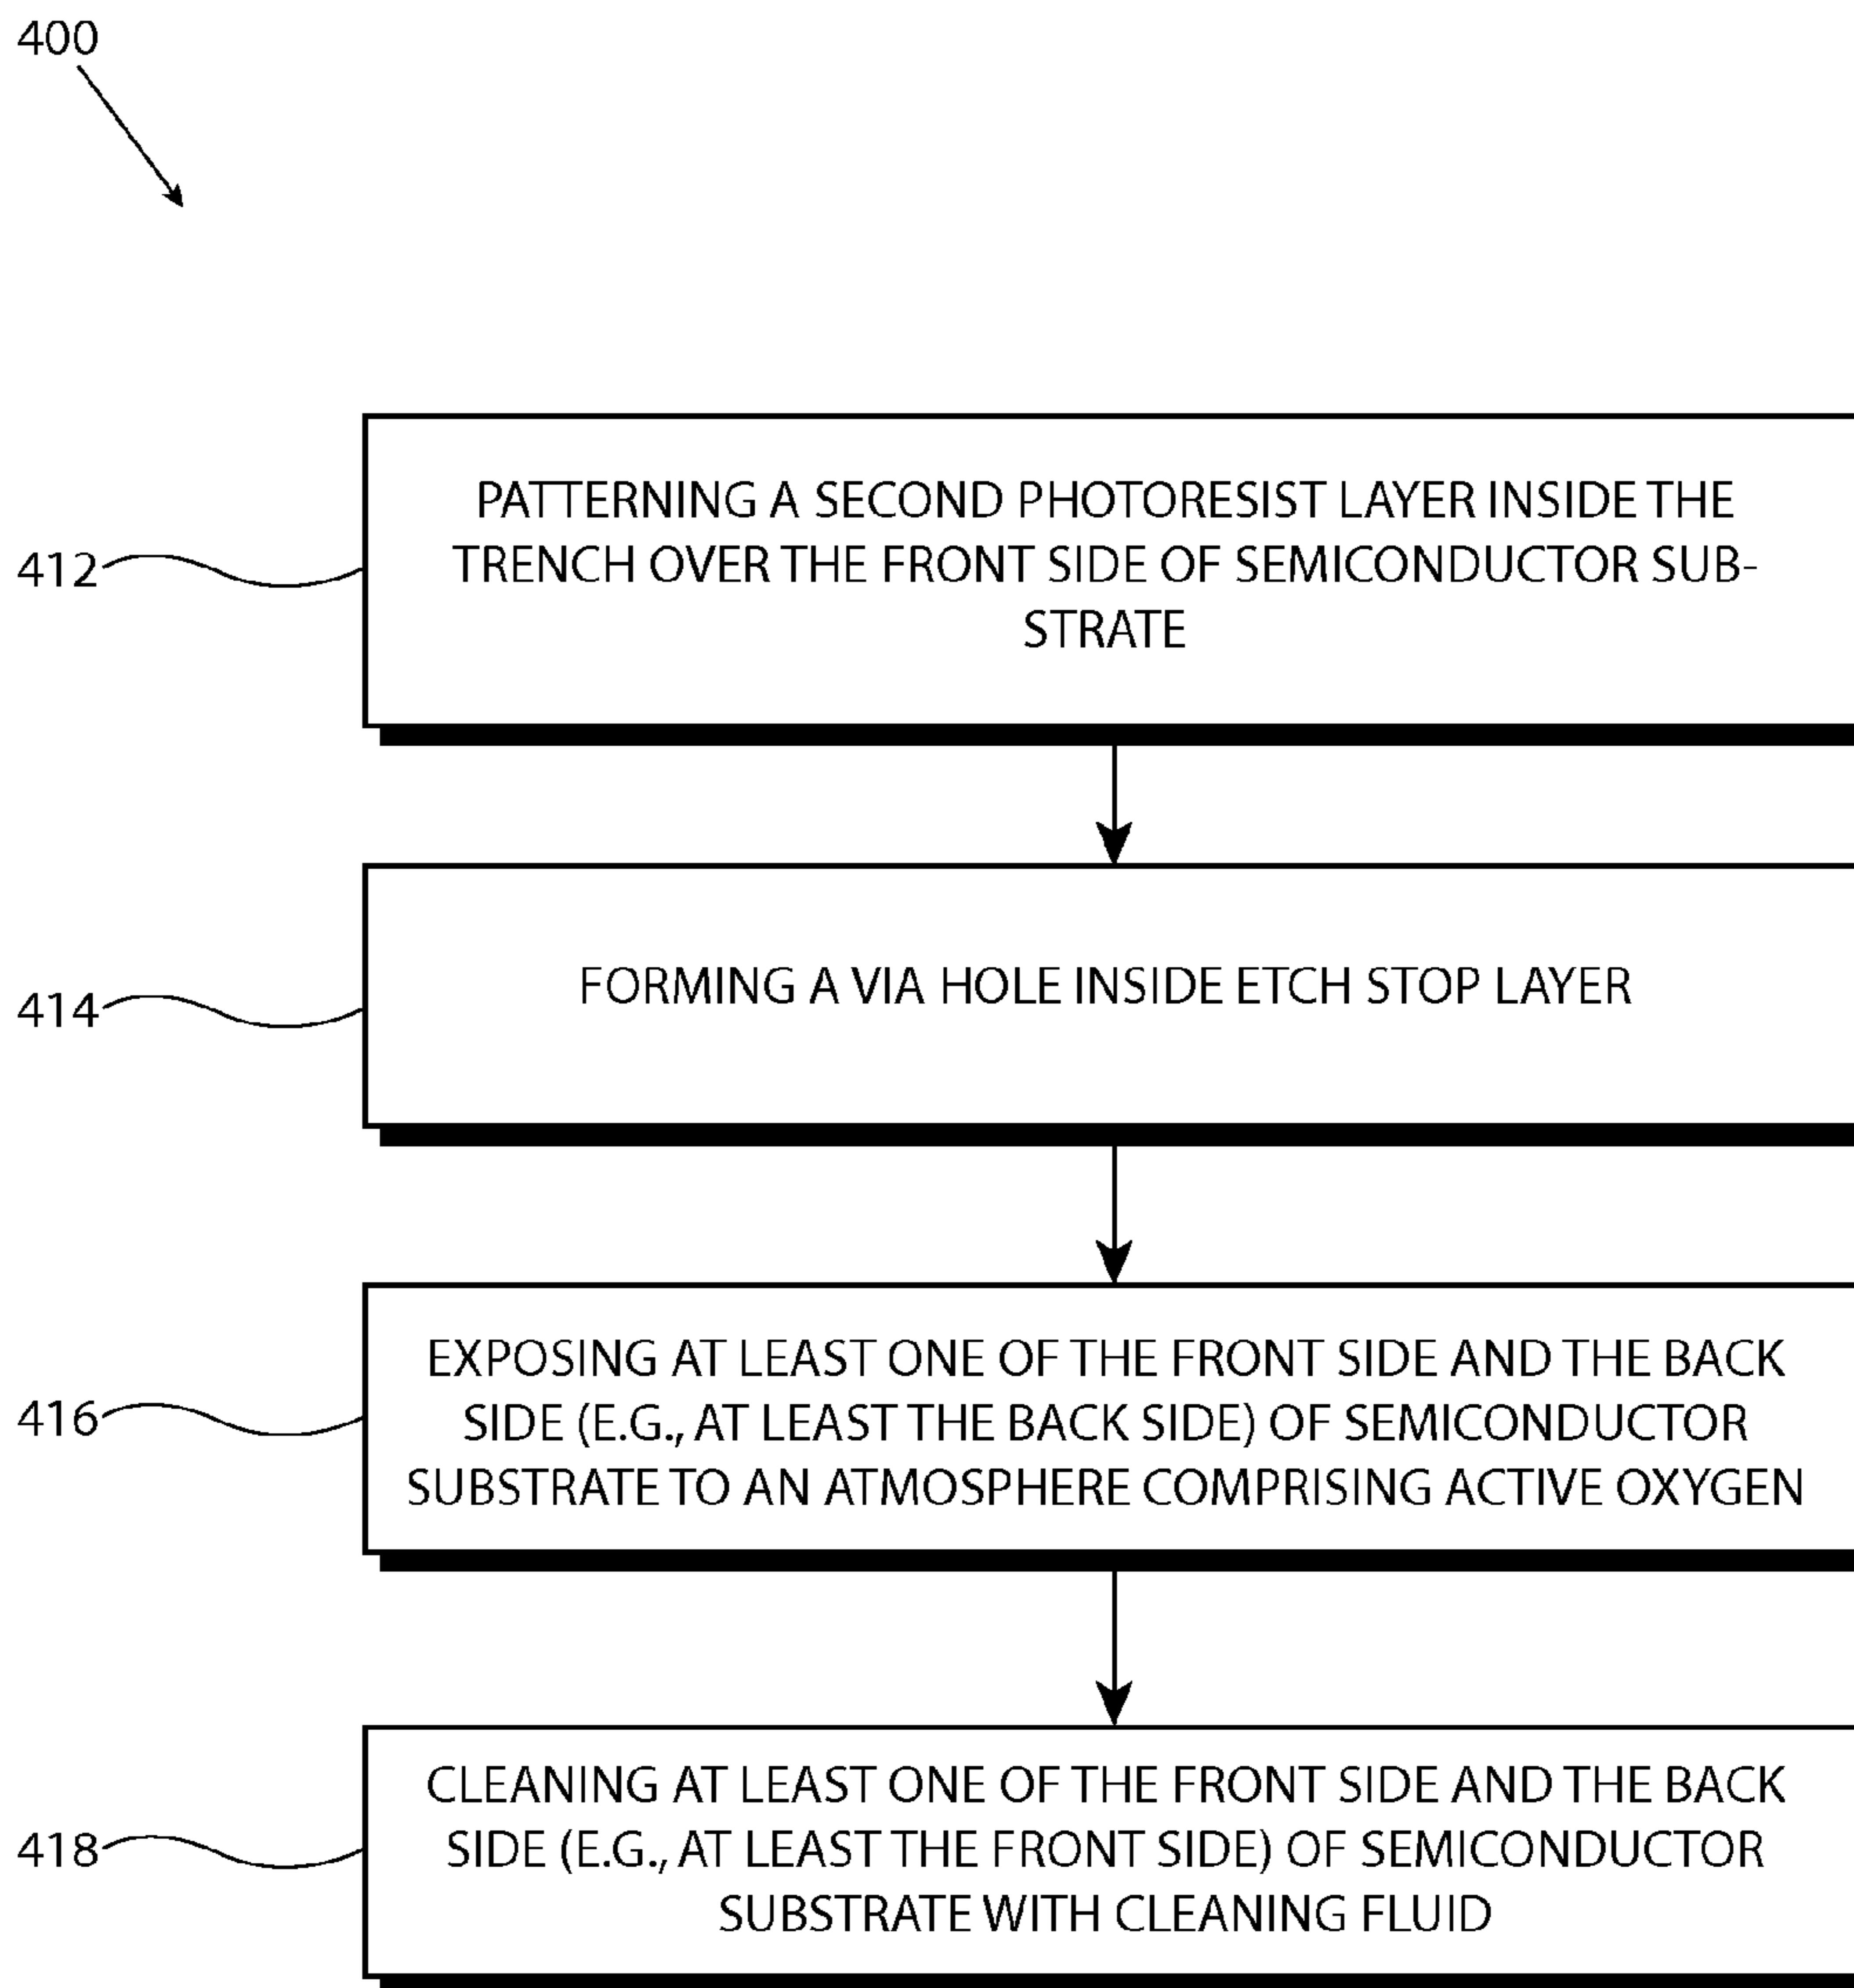 400
412
PATTERNING A SECOND PHOTORESIST LAYER INSIDE THE
TRENCH OVER THE FRONT SIDE OF SEMICONDUCTOR SUB-
STRATE
414
FORMING A VIA HOLE INSIDE ETCH STOP LAYER
416
EXPOSING AT LEAST ONE OF THE FRONT SIDE AND THE BACK
SIDE (E.G., AT LEAST THE BACK SIDE) OF SEMICONDUCTOR
SUBSTRATE TO AN ATMOSPHERE COMPRISING ACTIVE OXYGEN
418
CLEANING AT LEAST ONE OF THE FRONT SIDE AND THE BACK
SIDE (E.G., AT LEAST THE FRONT SIDE) OF SEMICONDUCTOR
SUBSTRATE WITH CLEANING FLUID